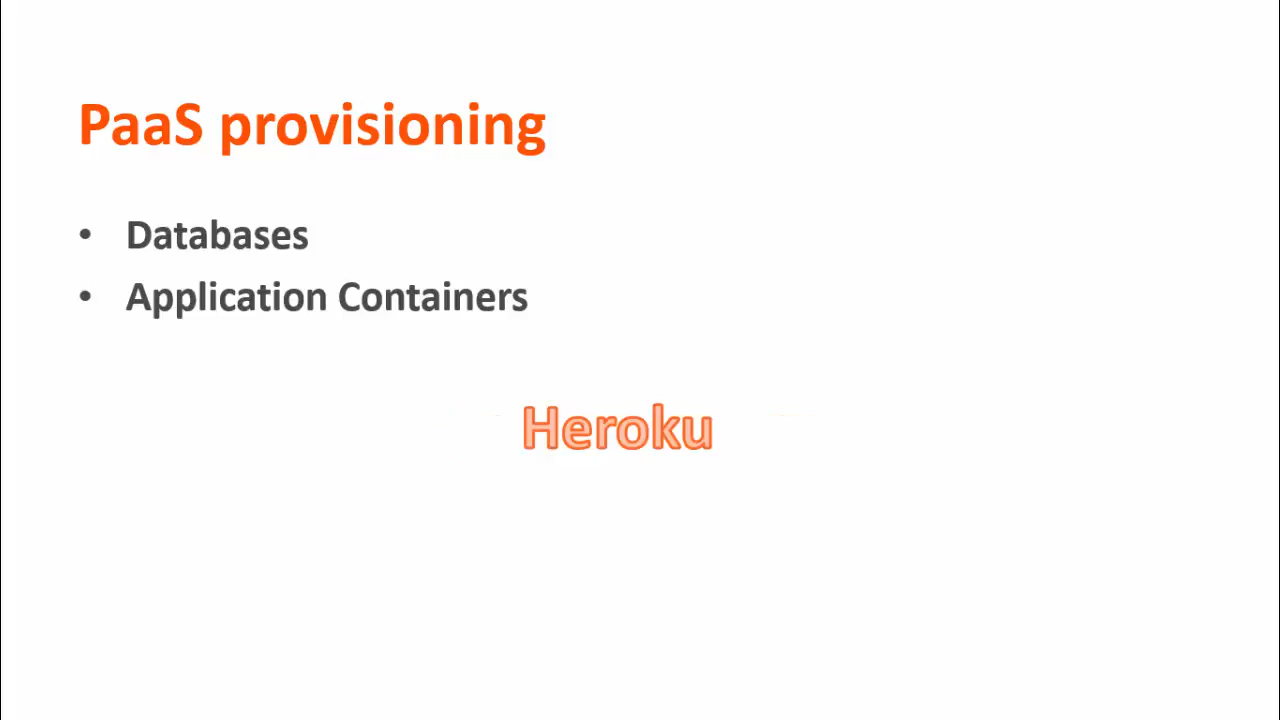 PaaS provisioning
• Databases
• Application Containers
Heroku